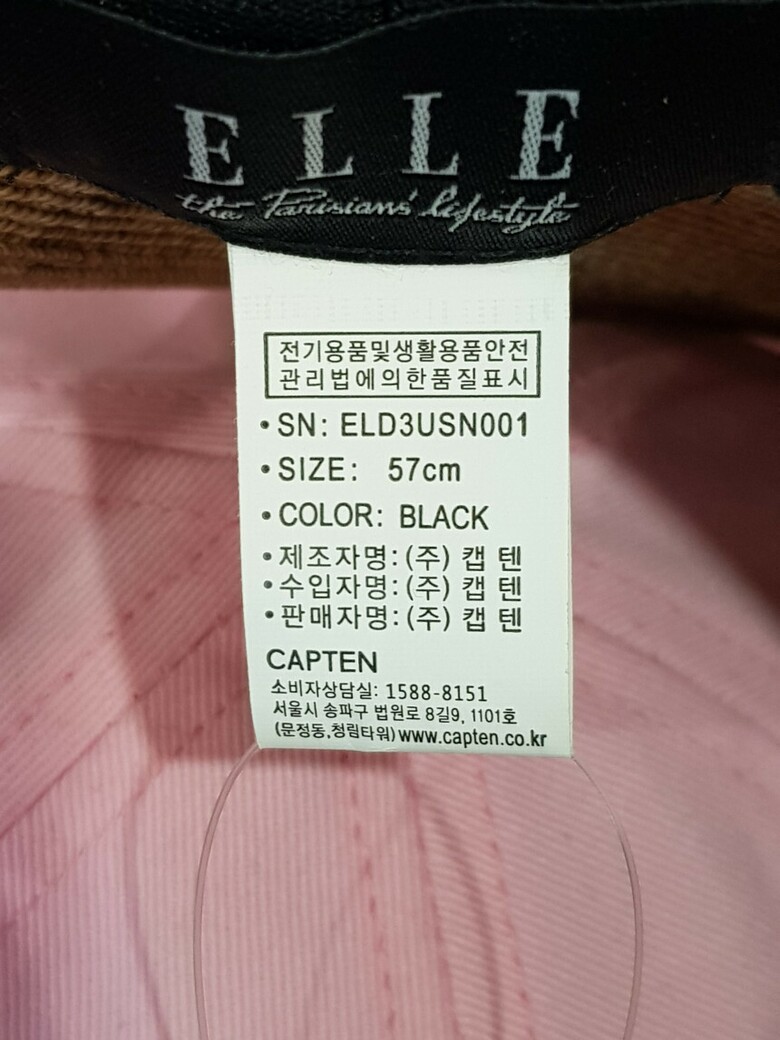 ELLE
the Parisians' lifestyle
전기용품및생활용품안전
관리법에의한품질표시
•SN: ELD3USN001
•SIZE: 57cm
•COLOR: BLACK
•제조자명:(주) 캡 텐
•수입자명:(주) 캡 텐
•판매자명:(주) 캡 텐
CAPTEN
소비자상담실: 1588-8151
서울시 송파구 법원로 8길9, 1101호
(문정동,청림타워)www.capten.co.kr